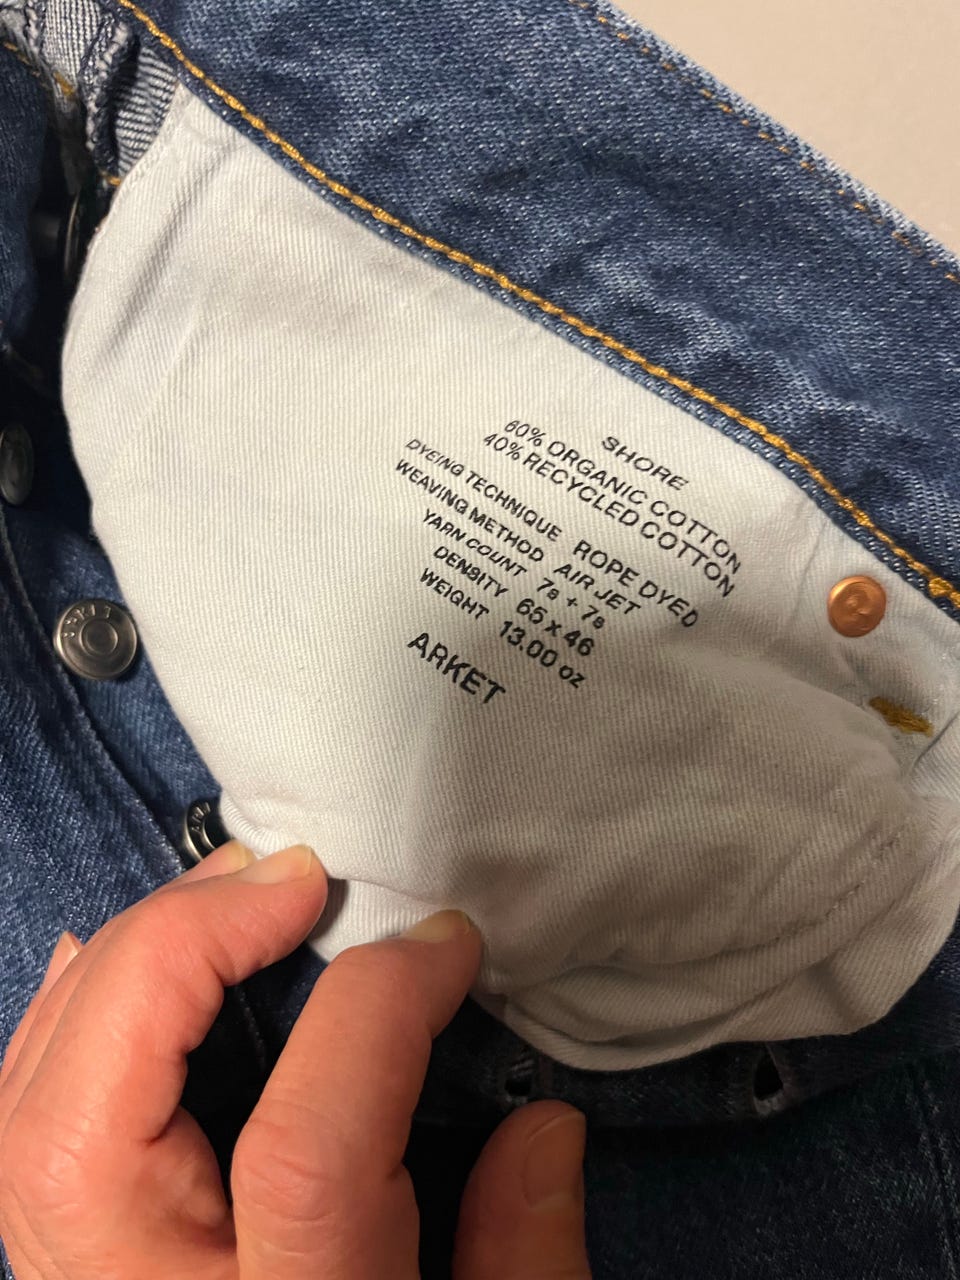 SHORE
60% ORGANIC COTTON
40% RECYCLED COTTON
DYEING TECHNIQUE ROPE DYED
WEAVING METHOD AIR JET
YARN COUNT 7s + 7s
DENSITY 65 x 46
WEIGHT 13.00 oz
ARKET